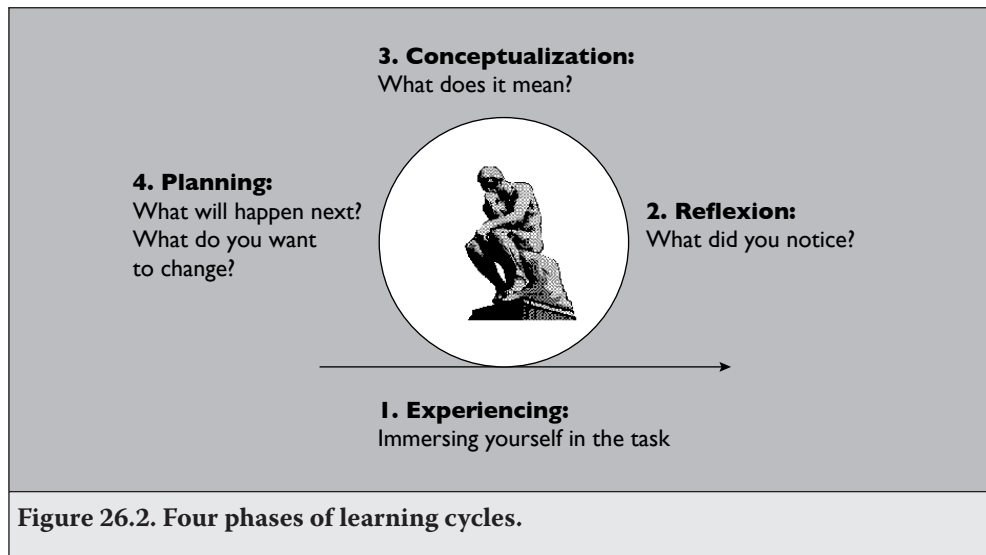 3. Conceptualization:
What does it mean?
4. Planning:
What will happen next?
What do you want
to change?
2. Reflexion:
What did you notice?
1. Experiencing:
Immersing yourself in the task
Figure 26.2. Four phases of learning cycles.